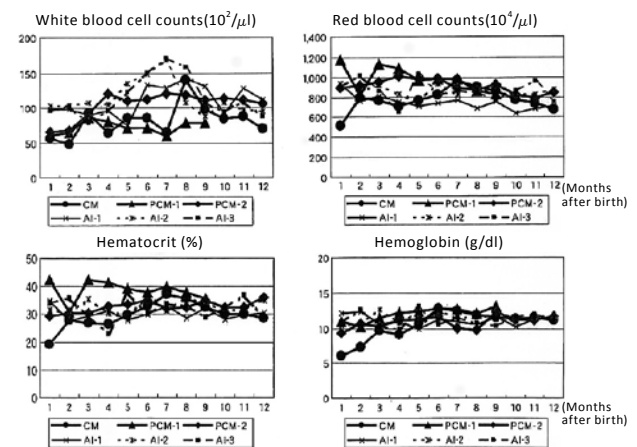 White blood cell counts(10²/μl)
200
150
100
50
0
1 2 3 4 5 6 7 8 9 10 11 12
CM PCM-1 PCM-2
AI-1 AI-2 AI-3
Red blood cell counts(10⁴/μl)
1,400
1,200
1,000
800
600
400
200
0
1 2 3 4 5 6 7 8 9 10 11 12
(Months after birth)
CM PCM-1 PCM-2
AI-1 AI-2 AI-3
Hematocrit (%)
50
40
30
20
10
0
1 2 3 4 5 6 7 8 9 10 11 12
CM PCM-1 PCM-2
AI-1 AI-2 AI-3
Hemoglobin (g/dl)
20
15
10
5
0
1 2 3 4 5 6 7 8 9 10 11 12
(Months after birth)
CM PCM-1 PCM-2
AI-1 AI-2 AI-3